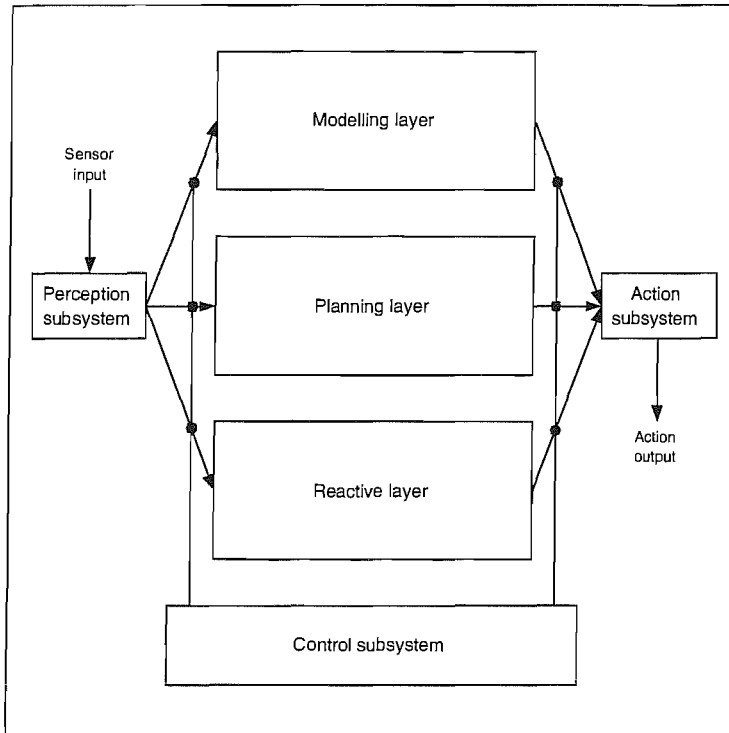 Modelling layer
Sensor
input
Perception
subsystem
Planning layer
Action
subsystem
Action
output
Reactive layer
Control subsystem